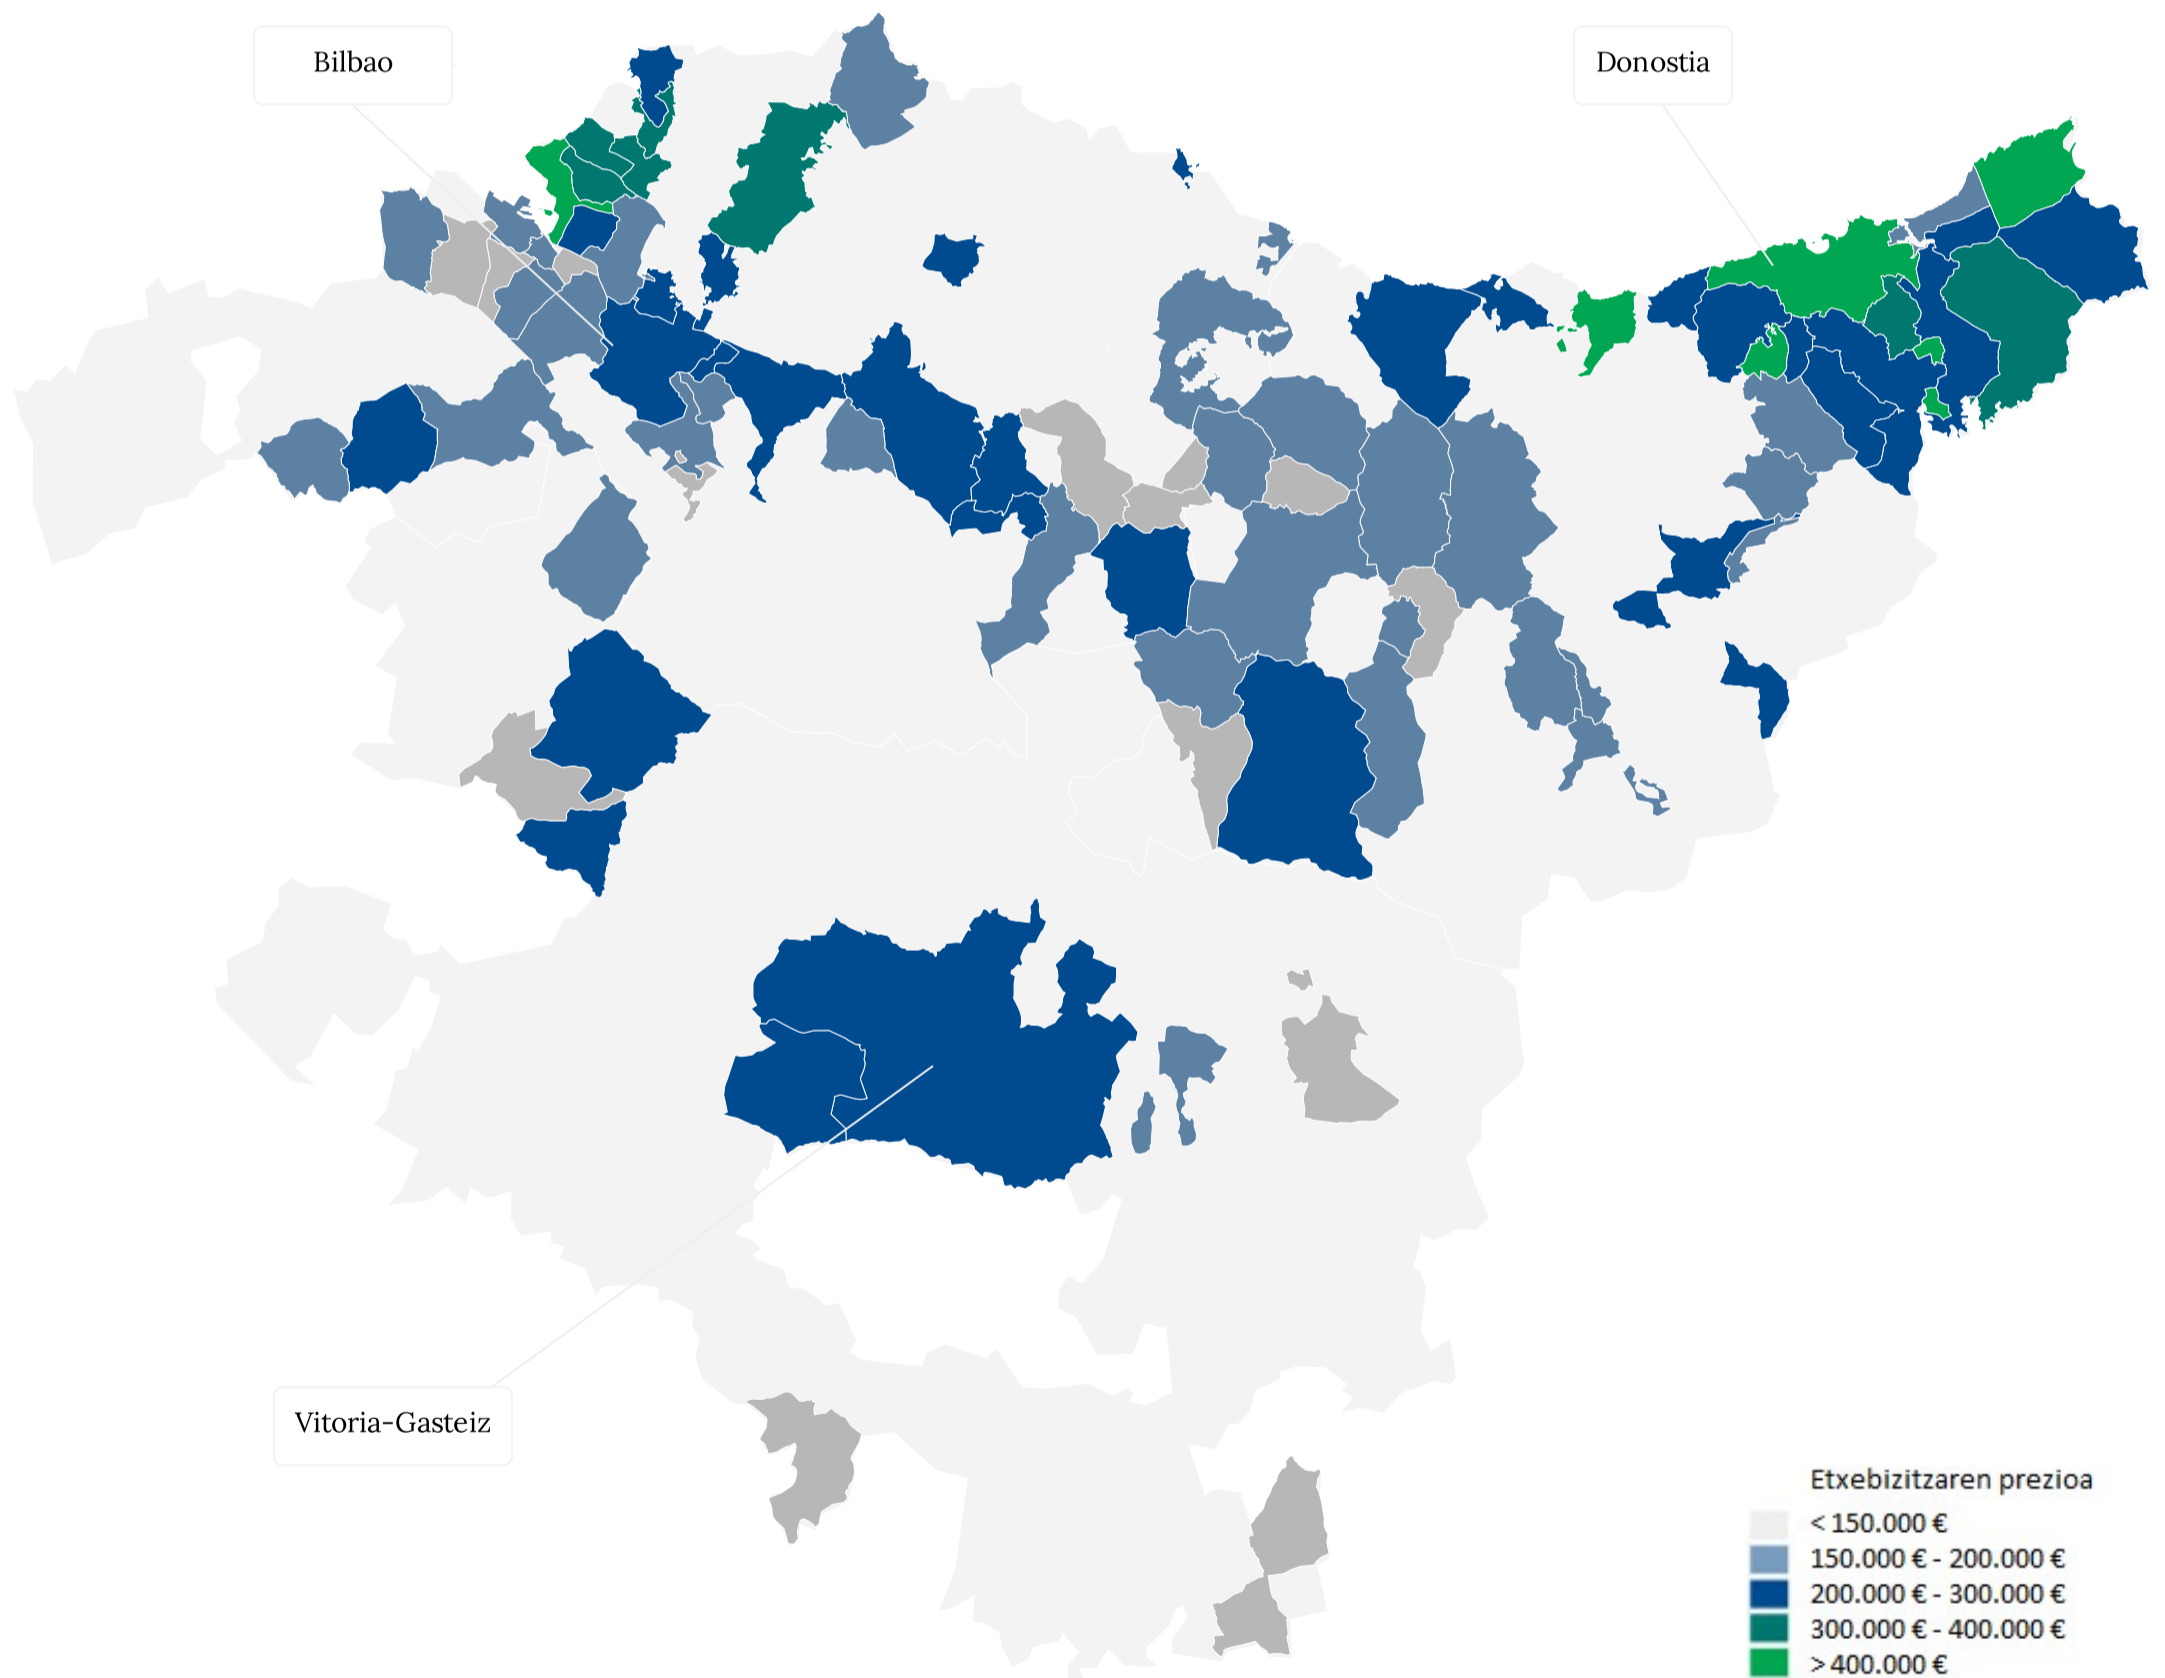 Bilbao
Donostia
Vitoria-Gasteiz
Etxebizitzaren prezioa
< 150.000 €
150.000 € - 200.000 €
200.000 € - 300.000 €
300.000 € - 400.000 €
> 400.000 €